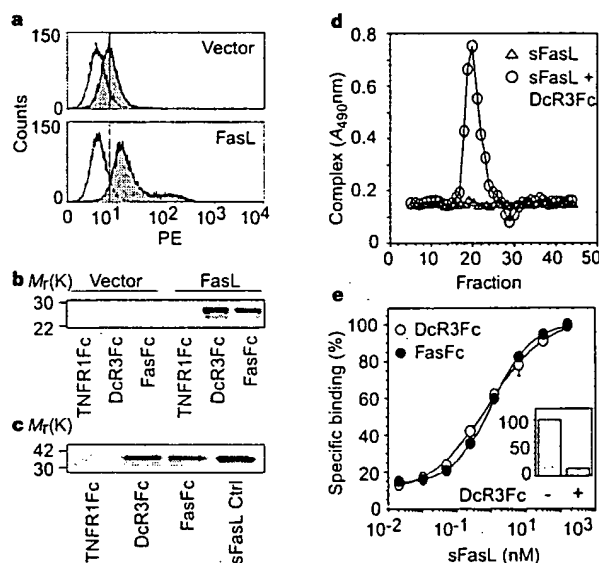 a
150
Vector
0
150
FasL
0
Counts
0 10¹ 10² 10³ 10⁴
PE
b Mr(K) Vector FasL
30
22
TNFR1Fc DcR3Fc FasFc TNFR1Fc DcR3Fc FasFc
c Mr(K)
42
30
TNFR1Fc DcR3Fc FasFc sFasL Ctrl
d
△ sFasL
○ sFasL +
DcR3Fc
Complex (A490nm)
0.8
0.6
0.4
0.2
0
0 10 20 30 40 50
Fraction
e
○ DcR3Fc
● FasFc
Specific binding (%)
100
80
60
40
20
0
100
50
0
DcR3Fc - +
10⁻² 10⁻¹ 10¹ 10³
sFasL (nM)